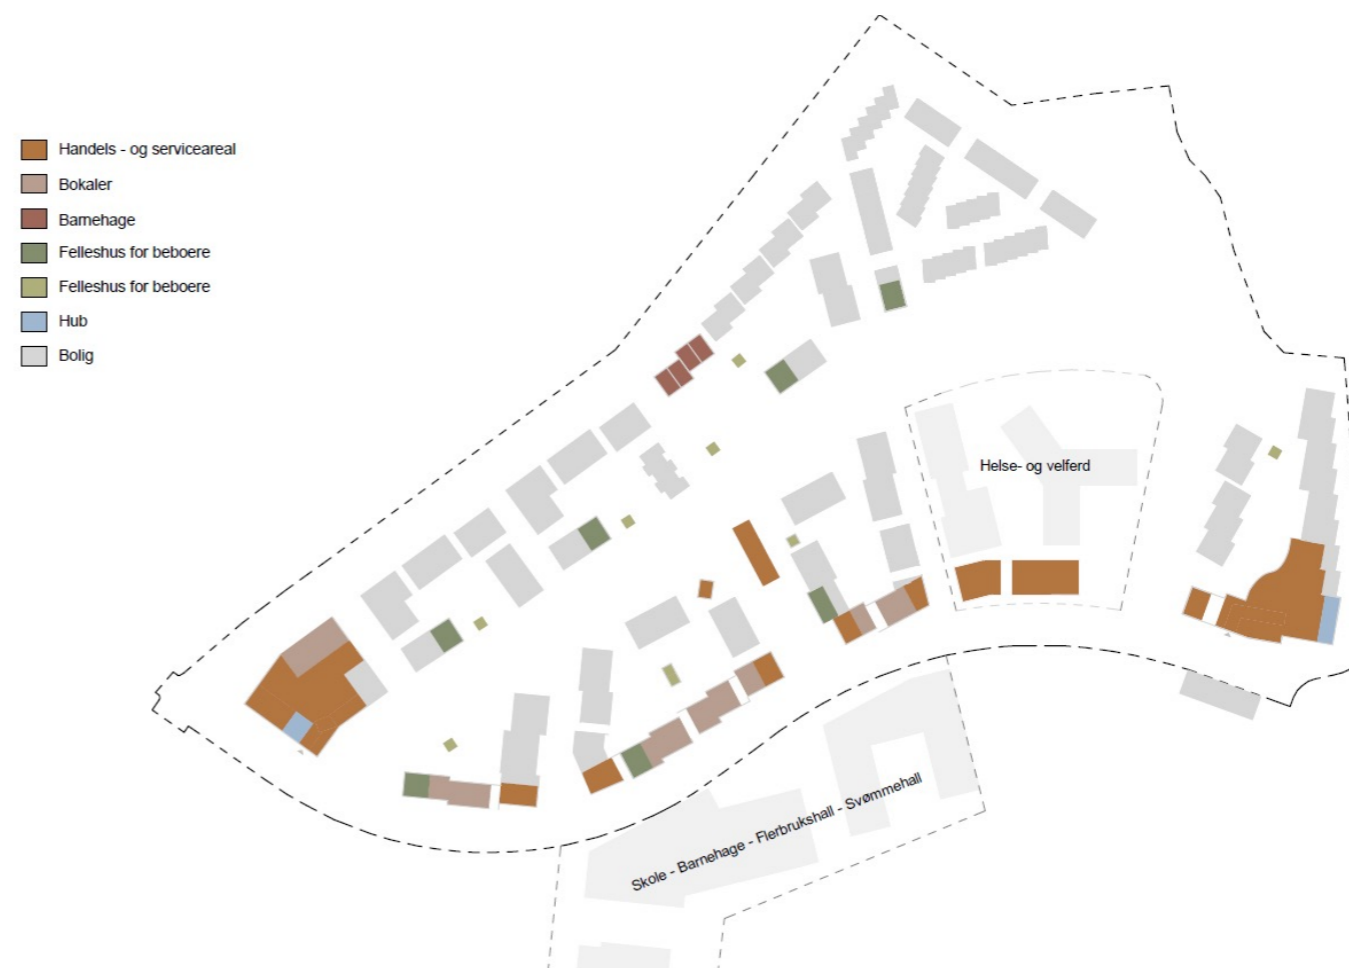 Handels - og serviceareal
Bokaler
Barnehage
Felleshus for beboere
Felleshus for beboere
Hub
Bolig
Helse- og velferd
Skole - Barnehage - Flerbrukshall - Svømmehall